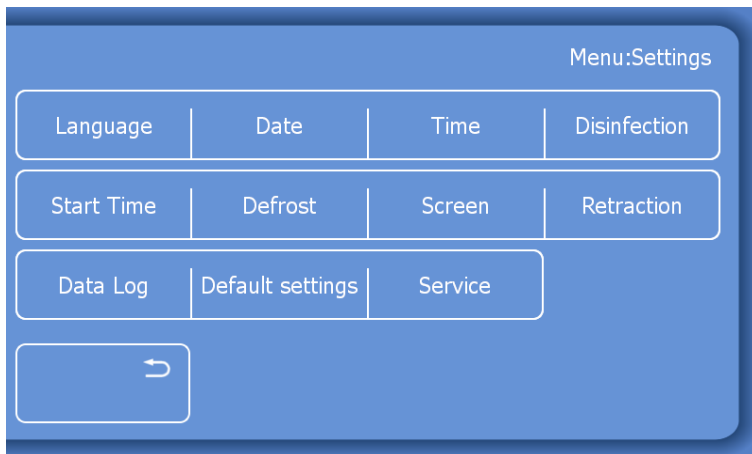 Menu:Settings
Language Date Time Disinfection
Start Time Defrost Screen Retraction
Data Log Default settings Service